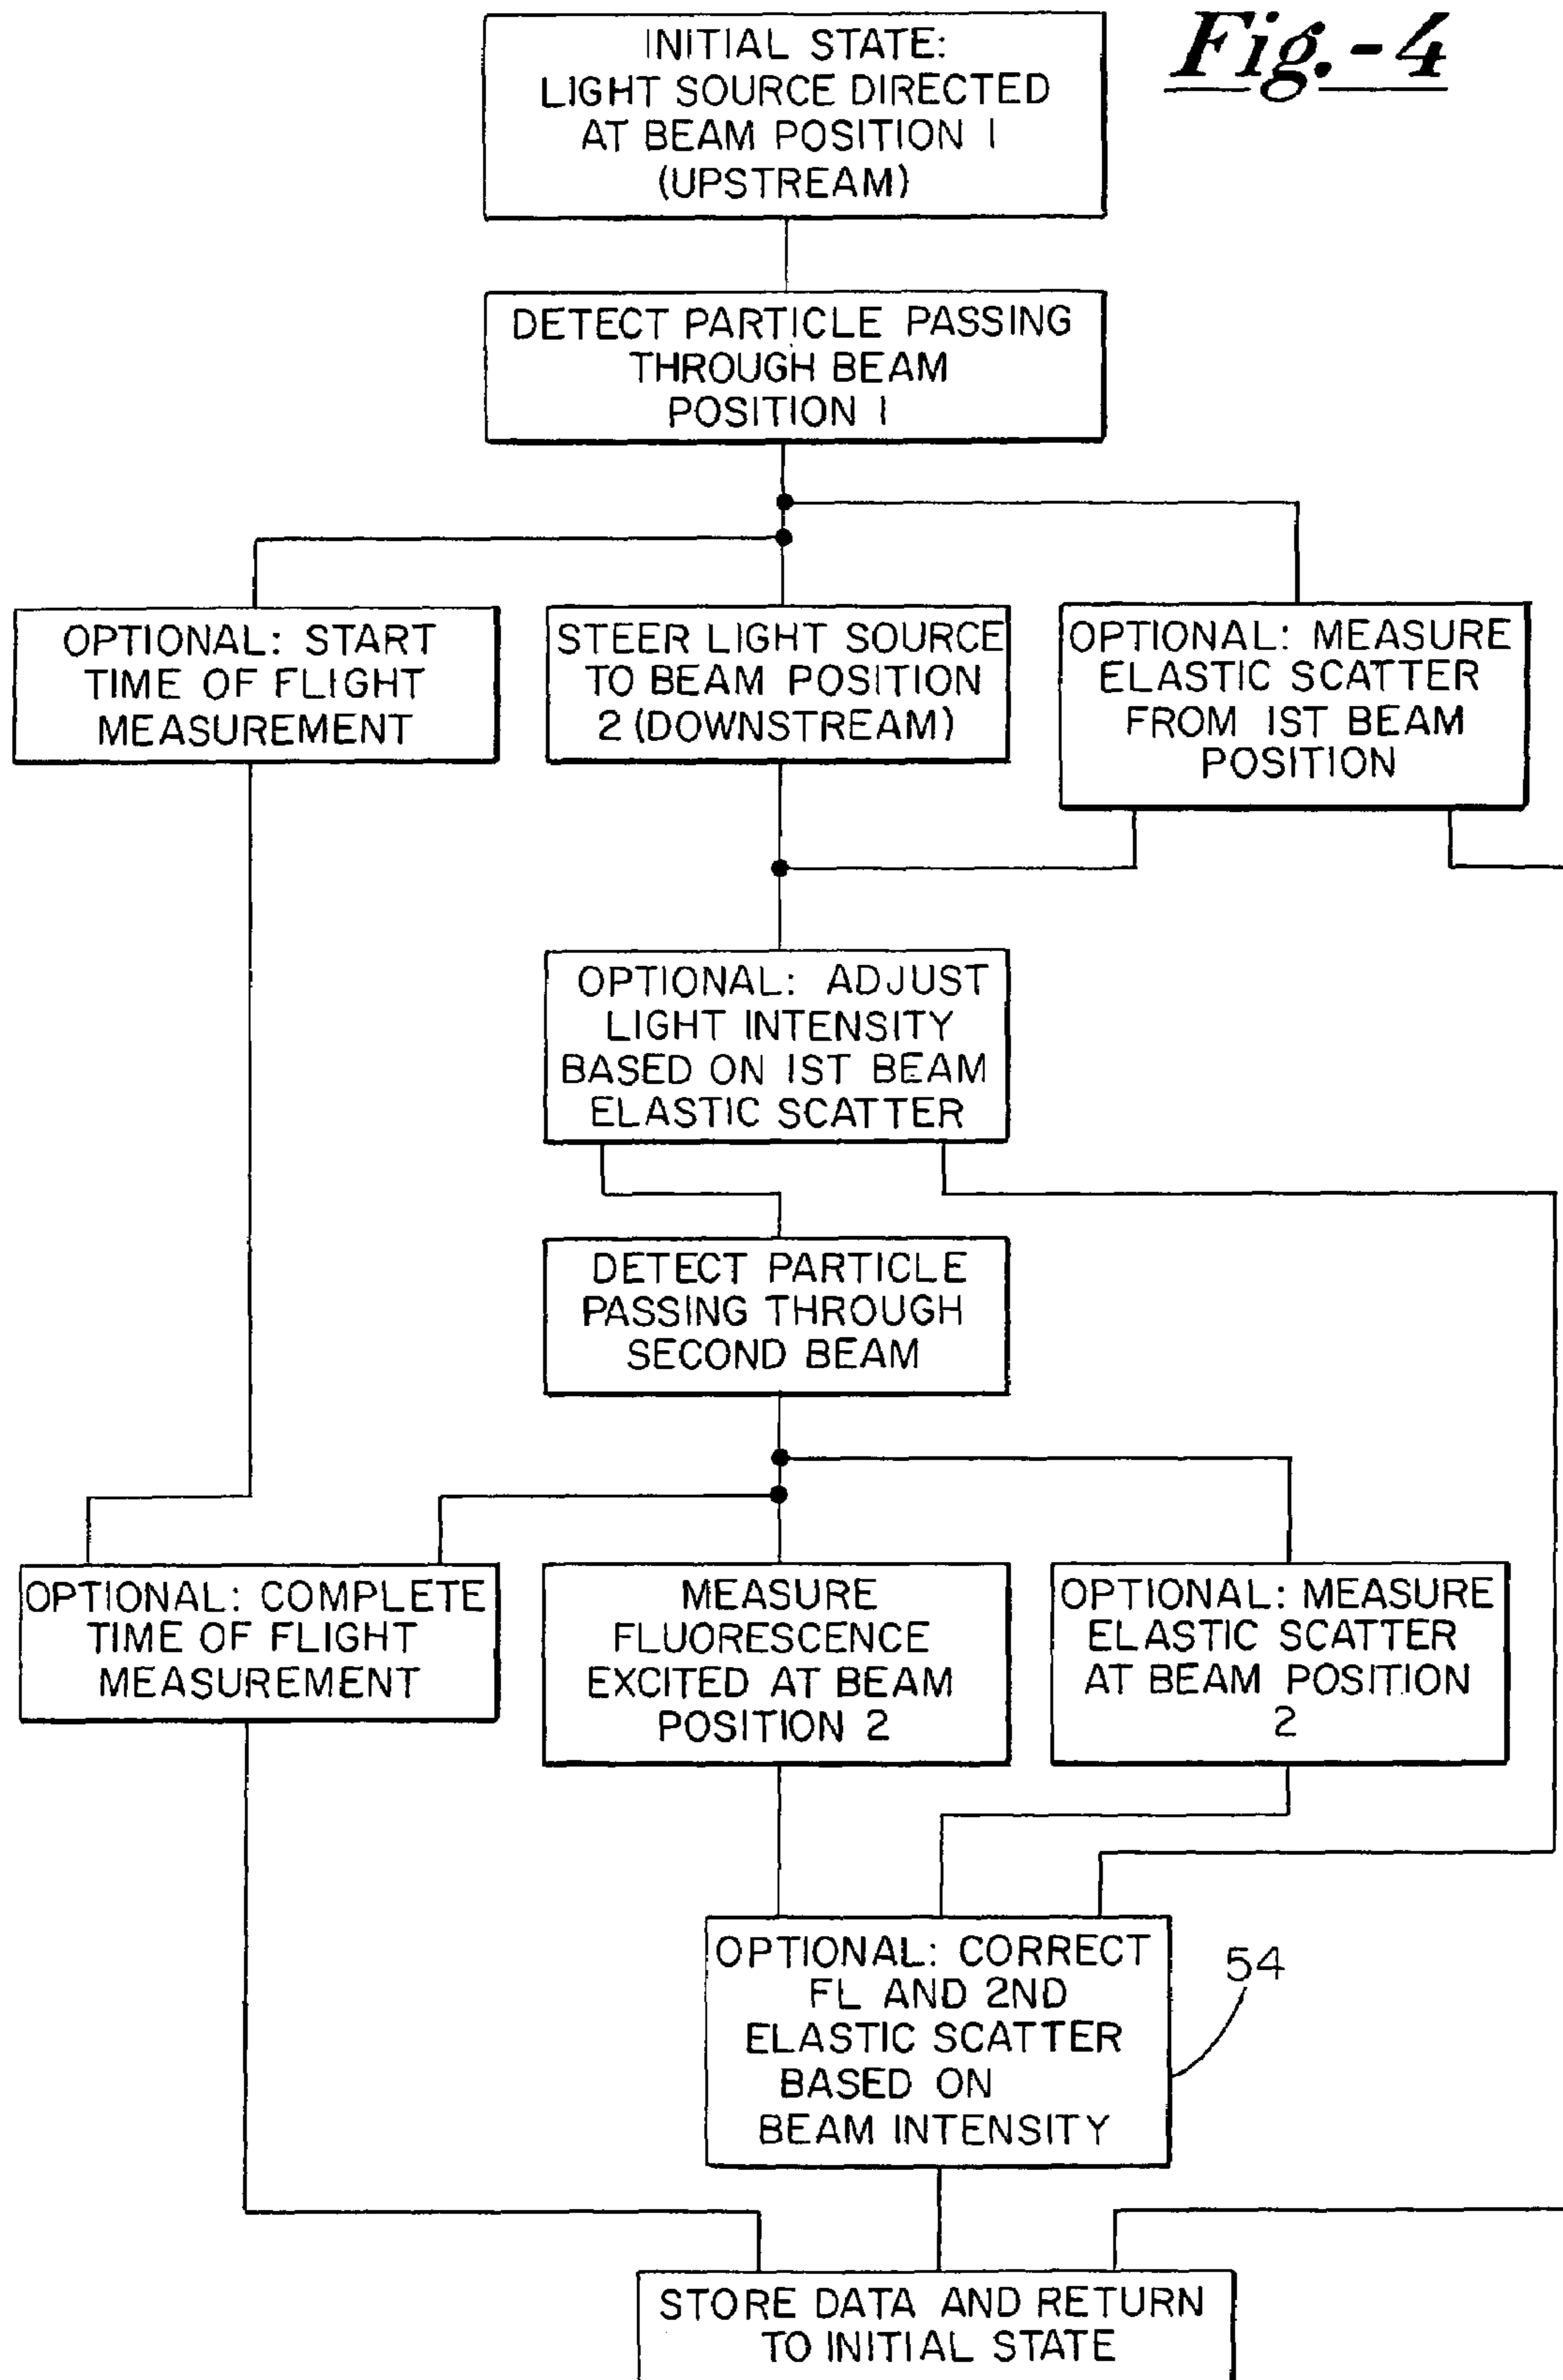 Fig.-4
INITIAL STATE:
LIGHT SOURCE DIRECTED
AT BEAM POSITION 1
(UPSTREAM)
DETECT PARTICLE PASSING
THROUGH BEAM
POSITION 1
OPTIONAL: START
TIME OF FLIGHT
MEASUREMENT
STEER LIGHT SOURCE
TO BEAM POSITION
2 (DOWNSTREAM)
OPTIONAL: MEASURE
ELASTIC SCATTER
FROM 1ST BEAM
POSITION
OPTIONAL: ADJUST
LIGHT INTENSITY
BASED ON 1ST BEAM
ELASTIC SCATTER
DETECT PARTICLE
PASSING THROUGH
SECOND BEAM
OPTIONAL: COMPLETE
TIME OF FLIGHT
MEASUREMENT
MEASURE
FLUORESCENCE
EXCITED AT BEAM
POSITION 2
OPTIONAL: MEASURE
ELASTIC SCATTER
AT BEAM POSITION
2
OPTIONAL: CORRECT
FL AND 2ND
ELASTIC SCATTER
BASED ON
BEAM INTENSITY
54
STORE DATA AND RETURN
TO INITIAL STATE